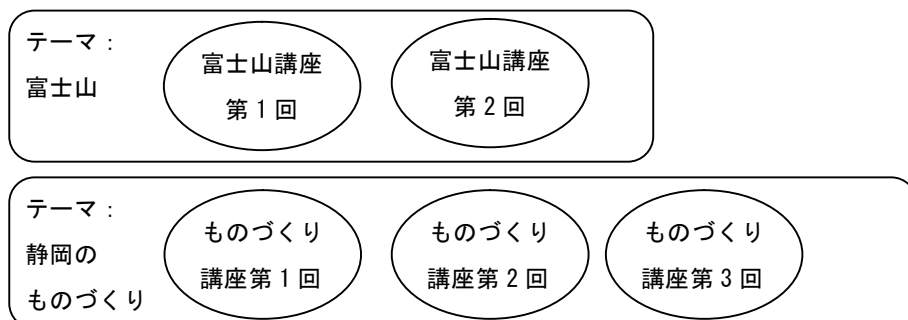 テーマ：
富士山
富士山講座
第１回
富士山講座
第２回
テーマ：
静岡の
ものづくり
ものづくり
講座第１回
ものづくり
講座第２回
ものづくり
講座第３回